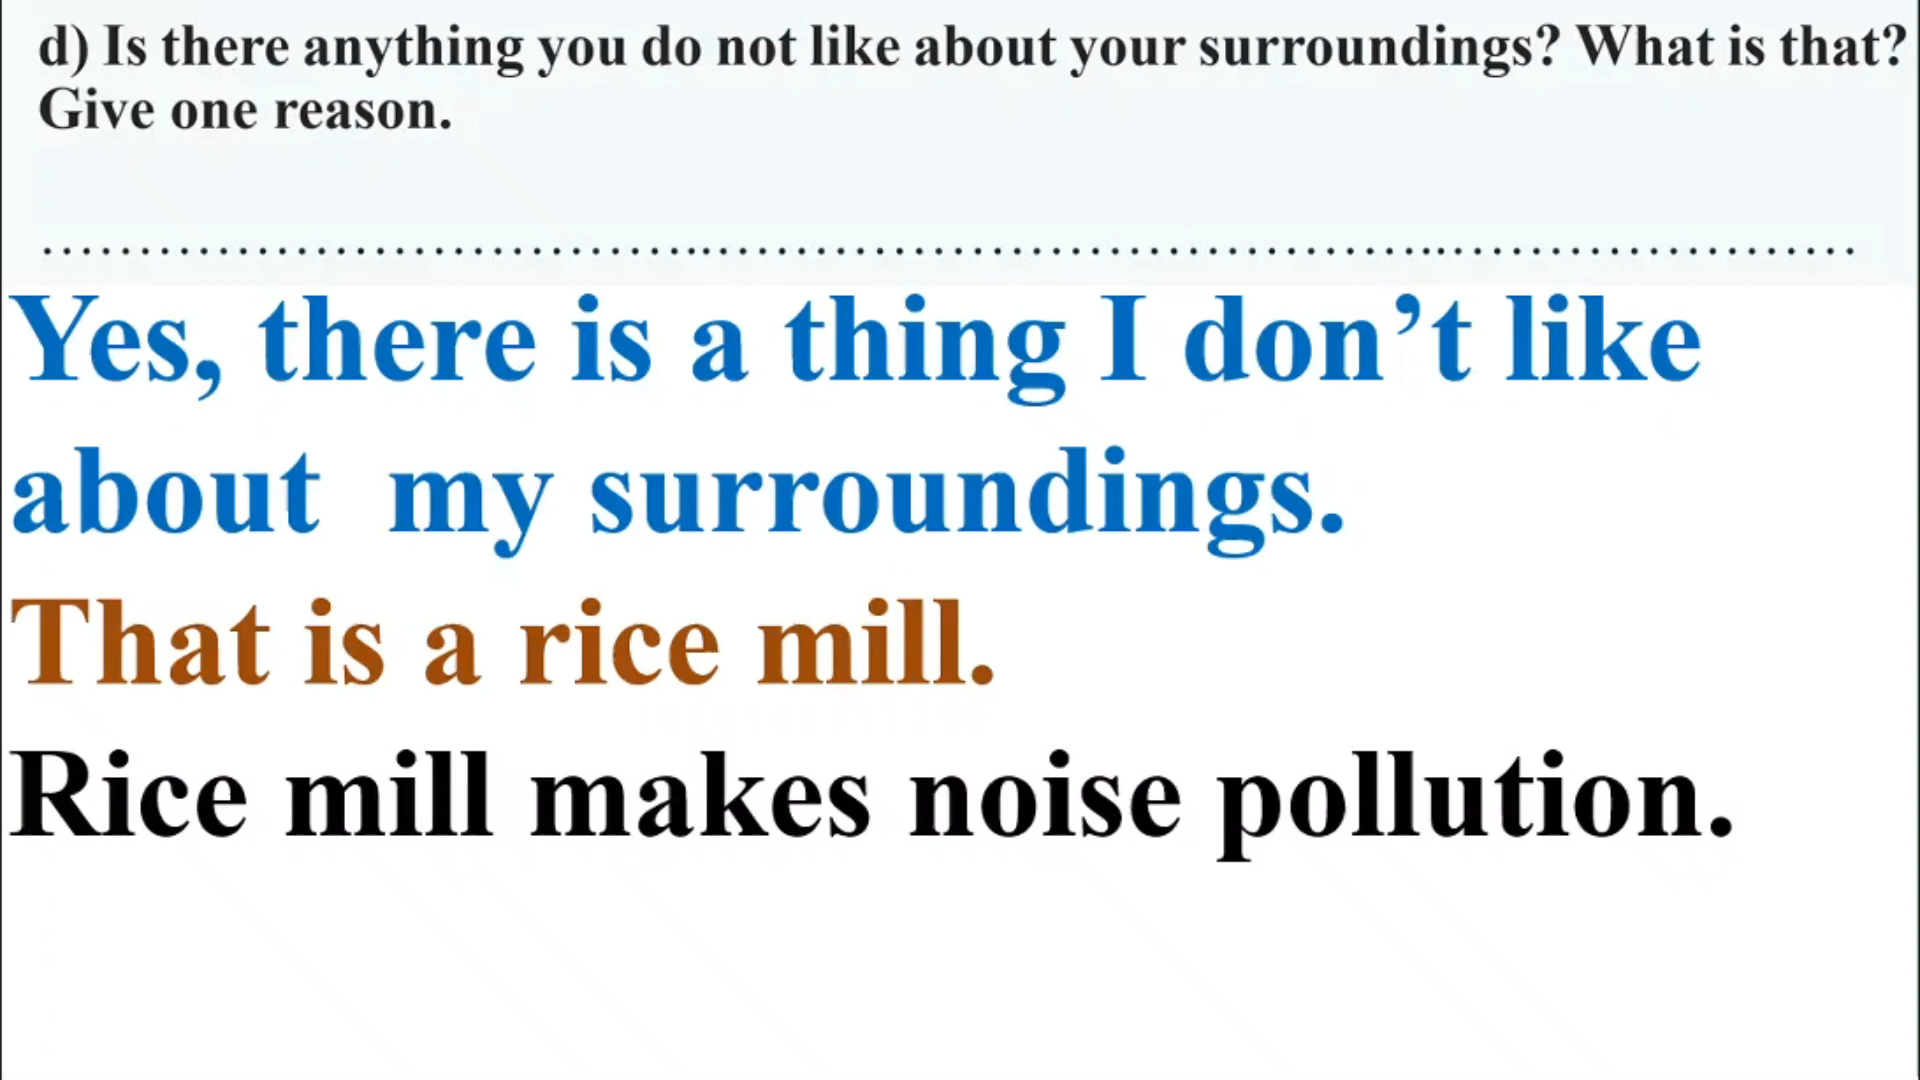 d) Is there anything you do not like about your surroundings? What is that?
Give one reason.
................................................................................................
Yes, there is a thing I don’t like
about my surroundings.
That is a rice mill.
Rice mill makes noise pollution.